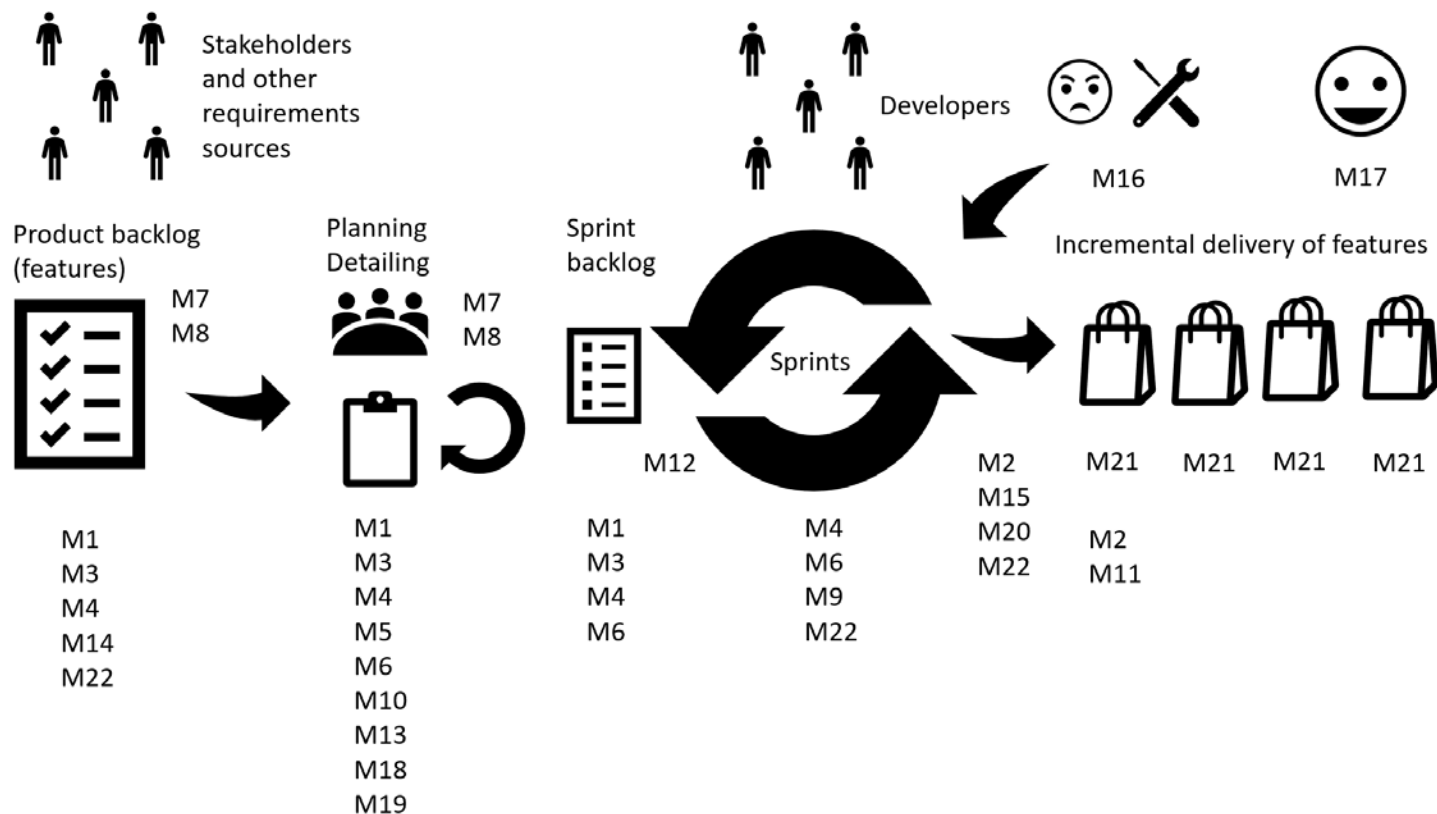 Stakeholders
and other
requirements
sources
Developers
M16
M17
Product backlog
(features)
M7
M8
M1
M3
M4
M14
M22
Planning
Detailing
M7
M8
M1
M3
M4
M5
M6
M10
M13
M18
M19
Sprint
backlog
M12
M1
M3
M4
M6
Sprints
M4
M6
M9
M22
M2
M15
M20
M22
Incremental delivery of features
M21 M21 M21 M21
M2
M11